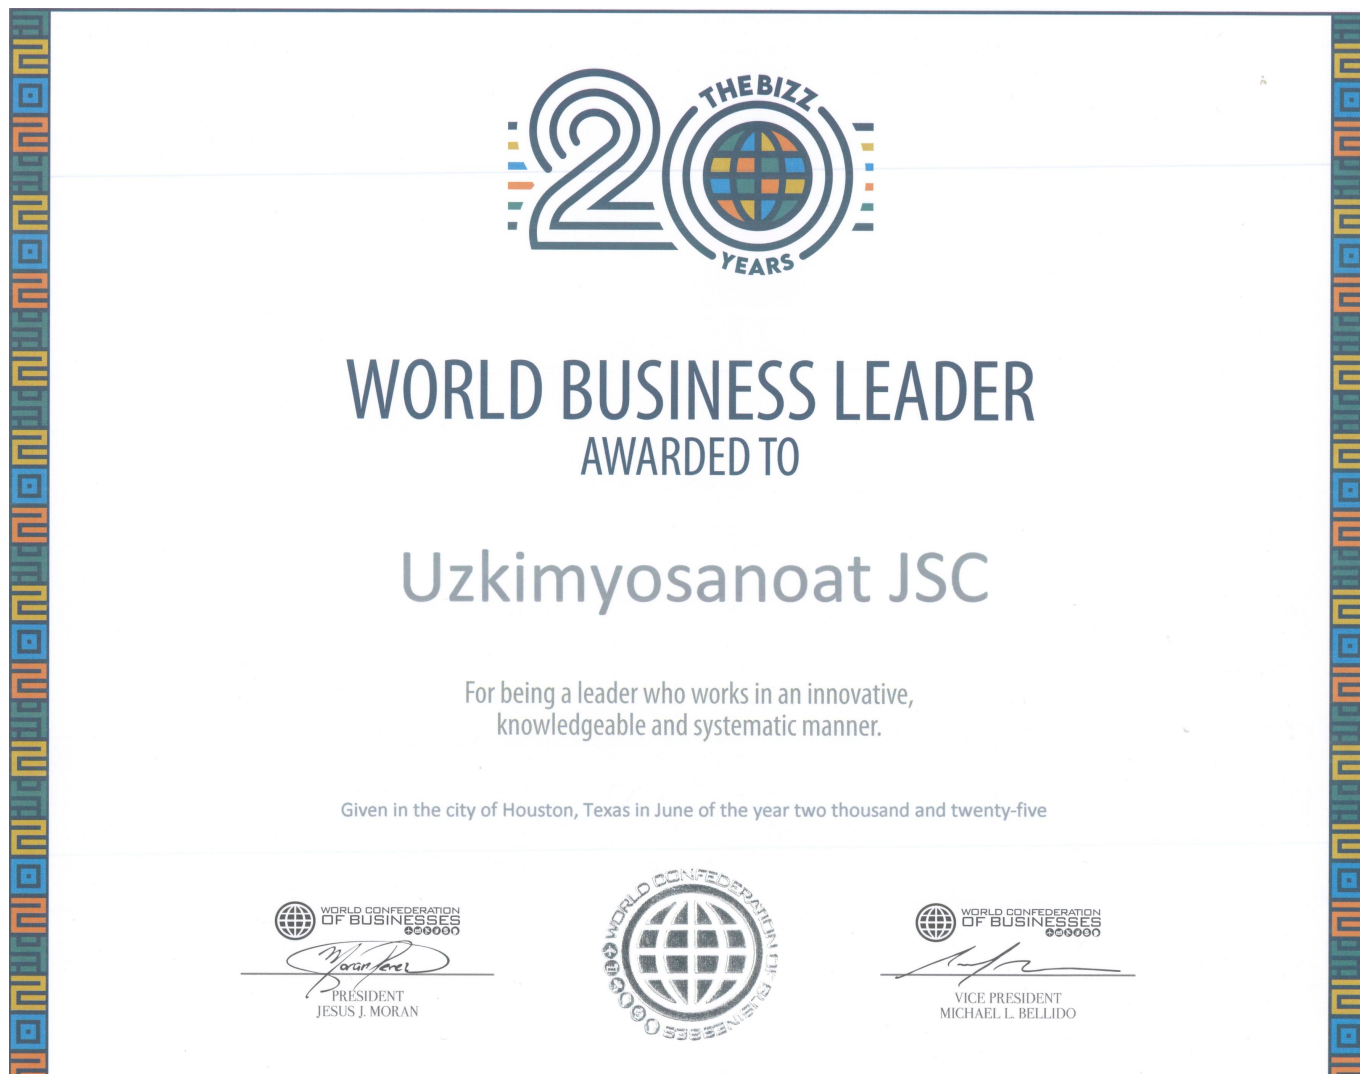 THE BIZZ
20
YEARS
WORLD BUSINESS LEADER
AWARDED TO
Uzkimyosanoat JSC
For being a leader who works in an innovative,
knowledgeable and systematic manner.
Given in the city of Houston, Texas in June of the year two thousand and twenty-five
WORLD CONFEDERATION
OF BUSINESSES
Moran Perez
PRESIDENT
JESUS J. MORAN
WORLD CONFEDERATION OF BUSINESSES
WORLD CONFEDERATION
OF BUSINESSES
VICE PRESIDENT
MICHAEL L. BELLIDO